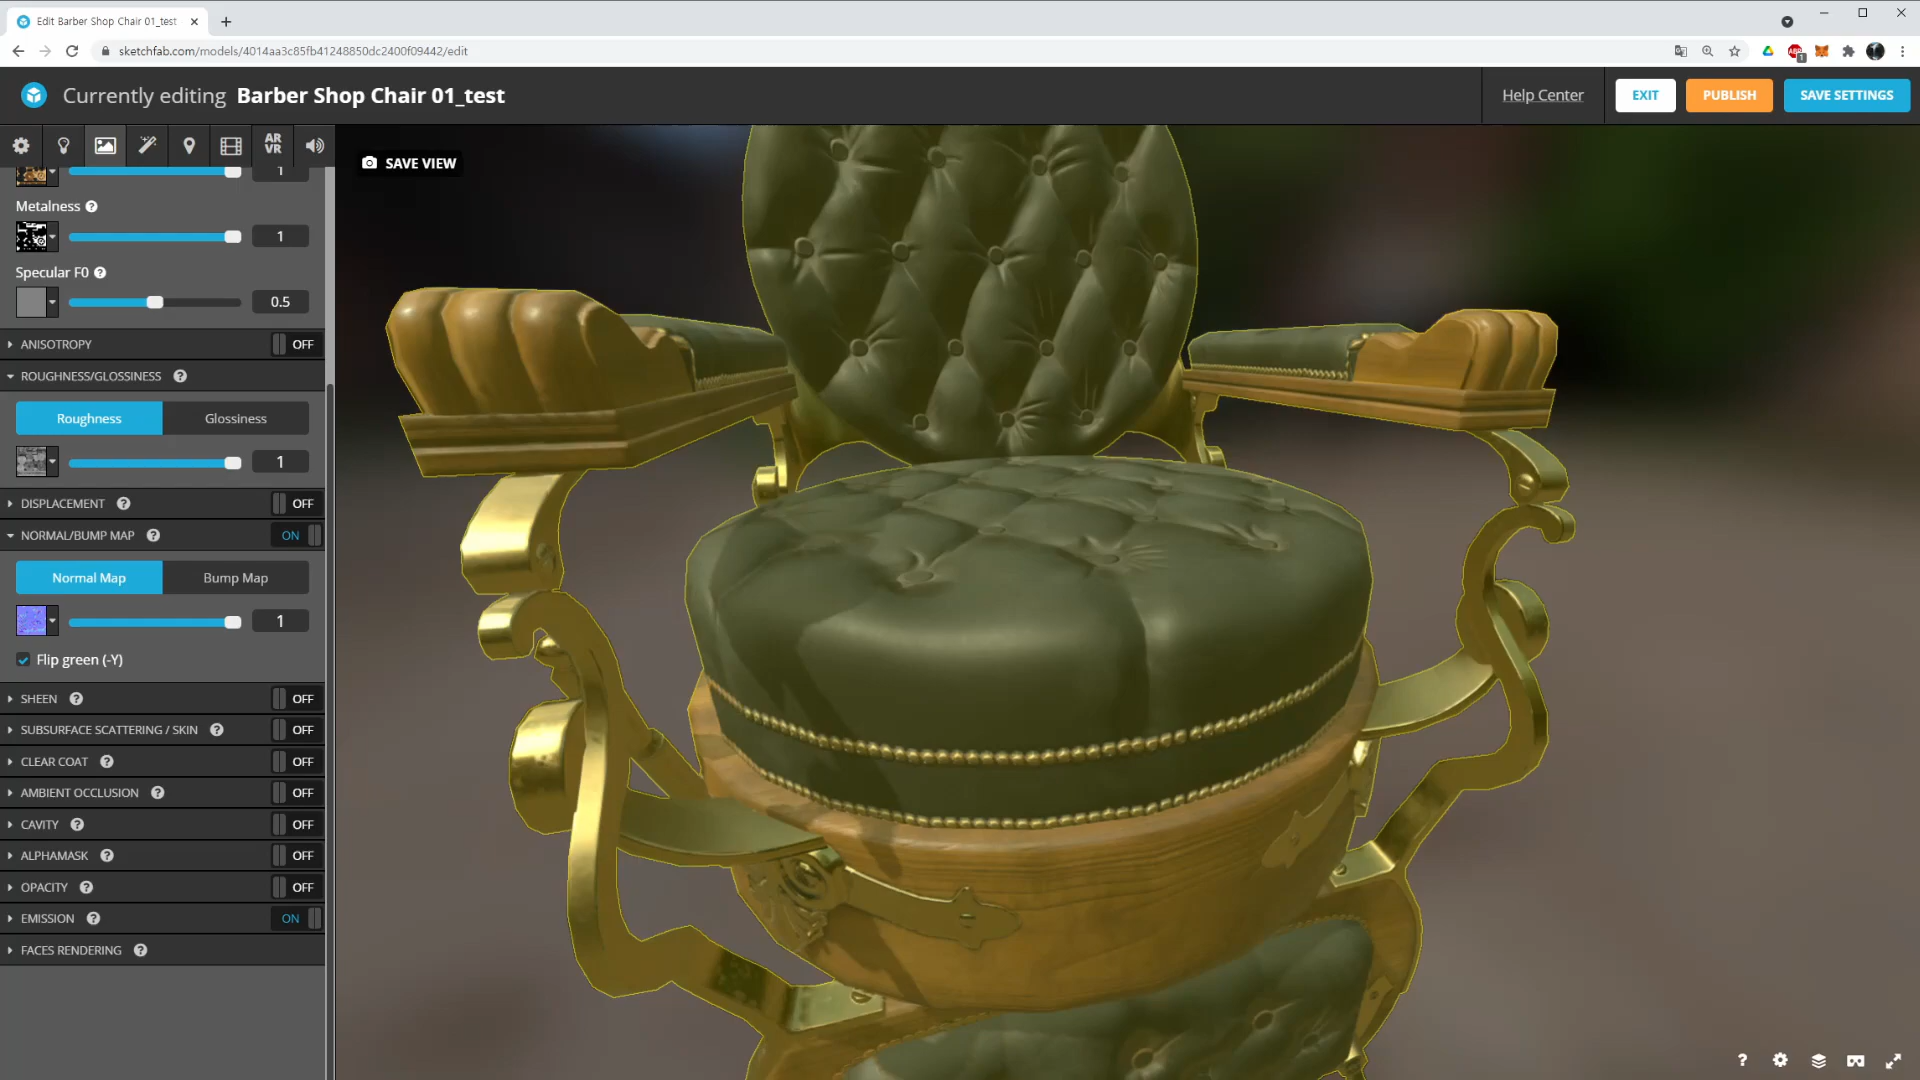 Edit Barber Shop Chair 01_test
sketchfab.com/models/4014aa3c85fb41248850dc2400f09442/edit
ABP
1
Currently editing Barber Shop Chair 01_test
Help Center
EXIT
PUBLISH
SAVE SETTINGS
AR
VR
SAVE VIEW
1
Metalness ?
1
Specular F0 ?
0.5
ANISOTROPY OFF
ROUGHNESS/GLOSSINESS ?
Roughness Glossiness
1
DISPLACEMENT ? OFF
NORMAL/BUMP MAP ? ON
Normal Map Bump Map
1
Flip green (-Y)
SHEEN ? OFF
SUBSURFACE SCATTERING / SKIN ? OFF
CLEAR COAT ? OFF
AMBIENT OCCLUSION ? OFF
CAVITY ? OFF
ALPHAMASK ? OFF
OPACITY ? OFF
EMISSION ? ON
FACES RENDERING ?
?